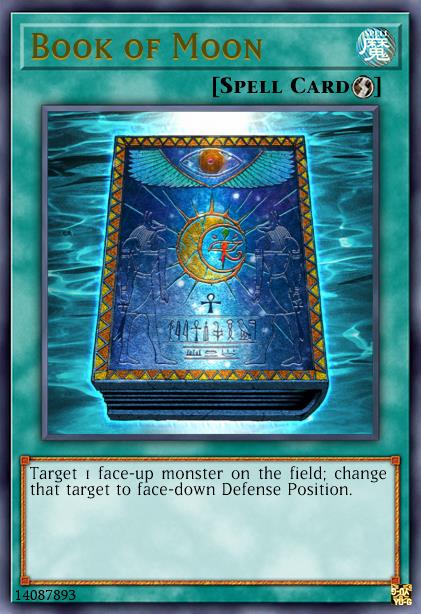 Book of Moon
SPELL
魔
[Spell Card]
Target 1 face-up monster on the field; change
that target to face-down Defense Position.
14087893